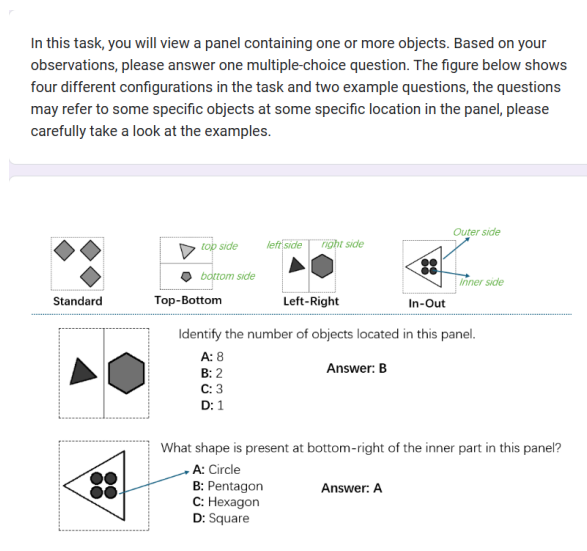 In this task, you will view a panel containing one or more objects. Based on your
observations, please answer one multiple-choice question. The figure below shows
four different configurations in the task and two example questions, the questions
may refer to some specific objects at some specific location in the panel, please
carefully take a look at the examples.
Outer side
top side
left side
right side
bottom side
Inner side
Standard
Top-Bottom
Left-Right
In-Out
Identify the number of objects located in this panel.
A: 8
B: 2
C: 3
D: 1
Answer: B
What shape is present at bottom-right of the inner part in this panel?
A: Circle
B: Pentagon
C: Hexagon
D: Square
Answer: A